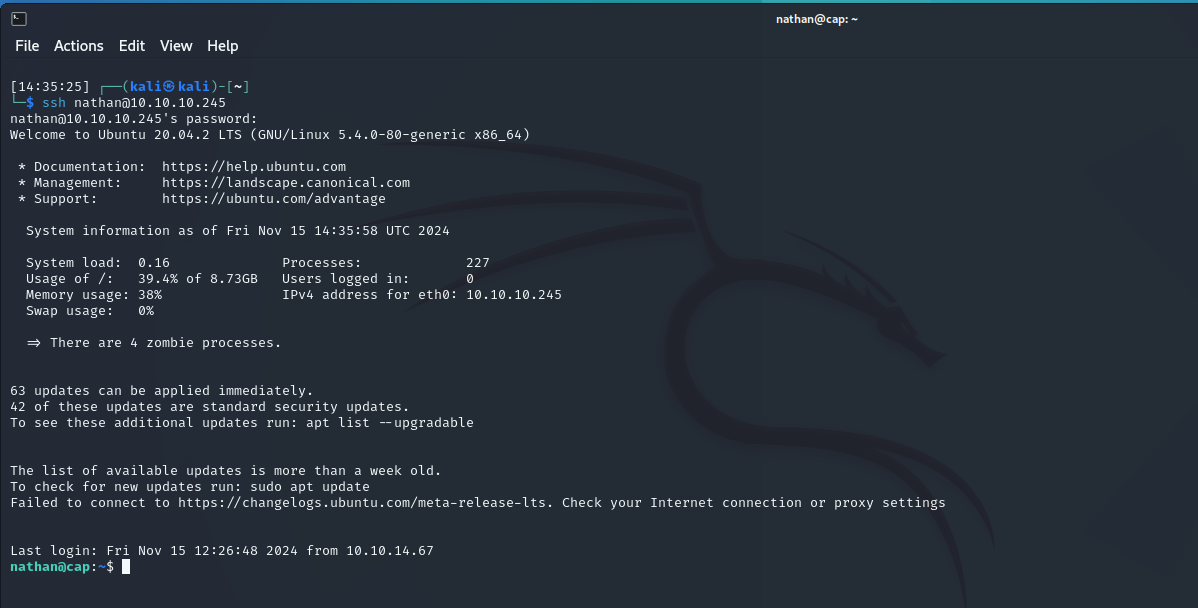 nathan@cap: ~
File Actions Edit View Help
[14:35:25] ┌──(kali㉿kali)-[~]
└─$ ssh nathan@10.10.10.245
nathan@10.10.10.245's password:
Welcome to Ubuntu 20.04.2 LTS (GNU/Linux 5.4.0-80-generic x86_64)
* Documentation:  https://help.ubuntu.com
* Management:     https://landscape.canonical.com
* Support:        https://ubuntu.com/advantage
System information as of Fri Nov 15 14:35:58 UTC 2024
System load:  0.16              Processes:             227
Usage of /:   39.4% of 8.73GB   Users logged in:       0
Memory usage: 38%               IPv4 address for eth0: 10.10.10.245
Swap usage:   0%
=> There are 4 zombie processes.
63 updates can be applied immediately.
42 of these updates are standard security updates.
To see these additional updates run: apt list --upgradable
The list of available updates is more than a week old.
To check for new updates run: sudo apt update
Failed to connect to https://changelogs.ubuntu.com/meta-release-lts. Check your Internet connection or proxy settings
Last login: Fri Nov 15 12:26:48 2024 from 10.10.14.67
nathan@cap:~$